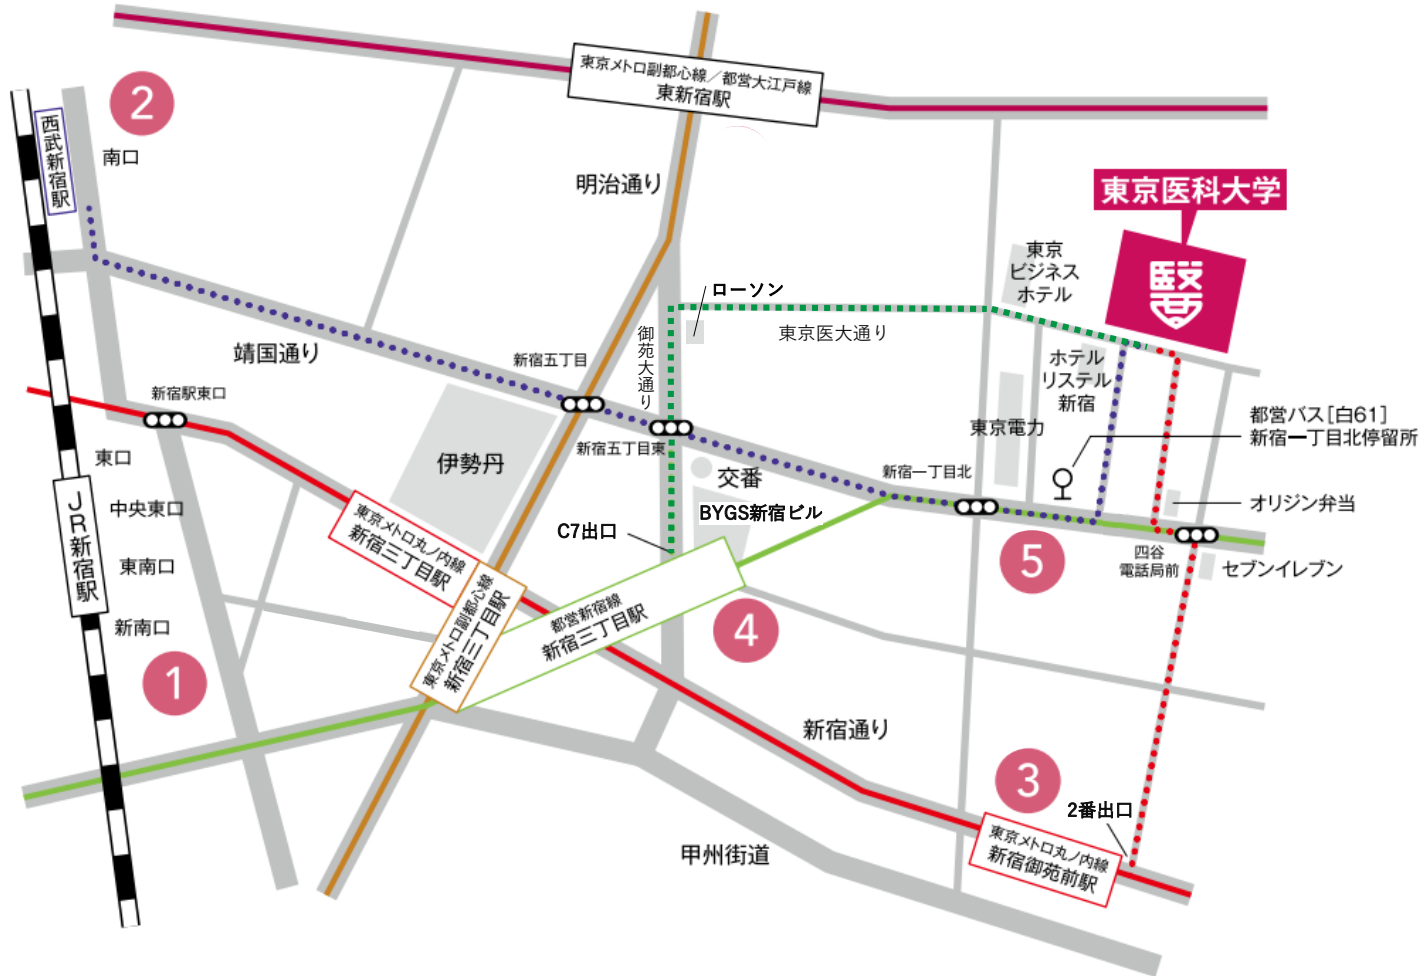 東京メトロ副都心線／都営大江戸線
東新宿駅
2
西武新宿駅
南口
明治通り
東京医科大学
医
東京
ビジネス
ホテル
ローソン
東京医大通り
御苑大通り
靖国通り
新宿五丁目
ホテル
リステル
新宿
新宿駅東口
都営バス[白61]
新宿一丁目北停留所
東京電力
新宿五丁目東
伊勢丹
東口
交番
新宿一丁目北
中央東口
BYGS新宿ビル
オリジン弁当
JR新宿駅
C7出口
東京メトロ丸ノ内線
新宿三丁目駅
四谷
電話局前
セブンイレブン
5
東南口
東京メトロ副都心線
新宿三丁目駅
都営新宿線
新宿三丁目駅
4
新南口
1
新宿通り
3
2番出口
東京メトロ丸ノ内線
新宿御苑前駅
甲州街道